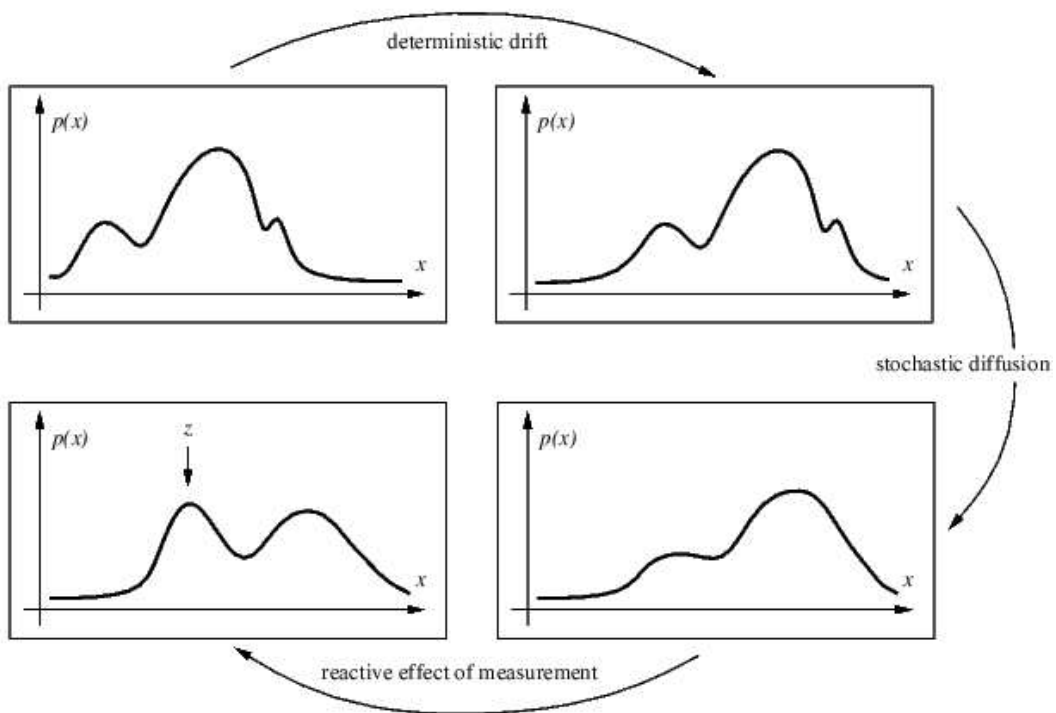 deterministic drift
p(x)
x
p(x)
x
stochastic diffusion
z
p(x)
x
p(x)
x
reactive effect of measurement